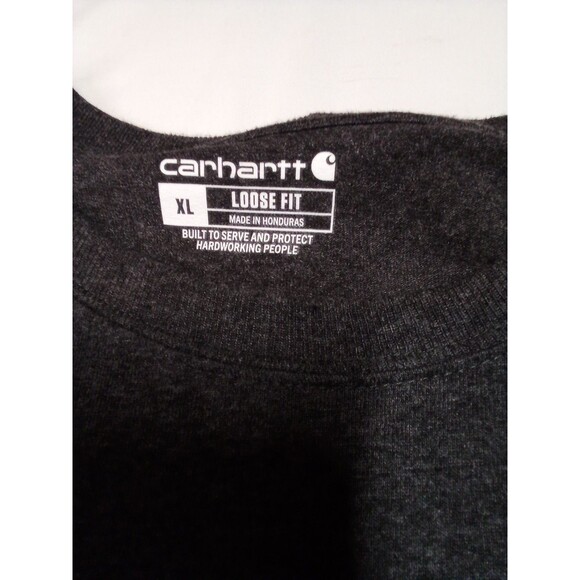 carhartt
XL LOOSE FIT
MADE IN HONDURAS
BUILT TO SERVE AND PROTECT
HARDWORKING PEOPLE